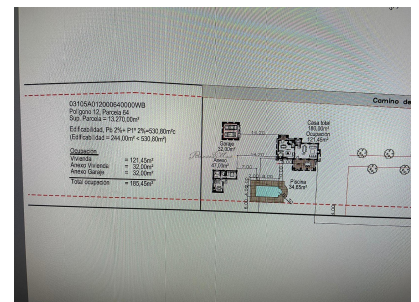 Camino de
03105A012000640000WB
Polígono 12, Parcela 64
Sup. Parcela = 13.270,00m²
Edificabilidad, Pb 2%+ P1ª 2%=530,80m²c
(Edificabilidad = 244,00m² < 530,80m²)
Ocupación
Vivienda = 121,45m²
Anexo Vivienda = 32,00m²
Anexo Garaje = 32,00m²
Total ocupación = 185,45m²
Casa total
180,00m²
Ocupación
121,45m²
Garaje
32,00m²
Anexo
Piscina
34,65m²